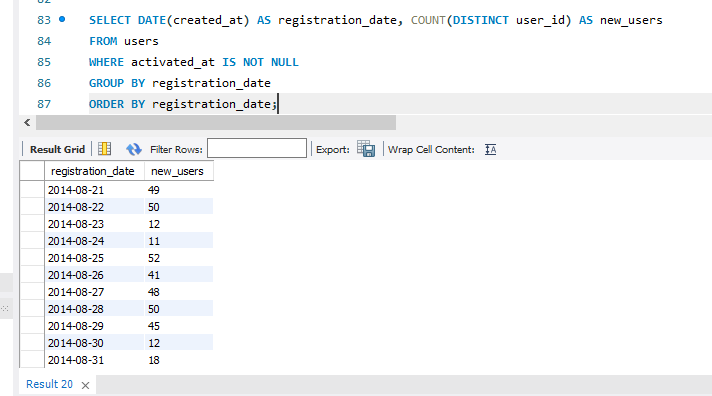 82
83 SELECT DATE(created_at) AS registration_date, COUNT(DISTINCT user_id) AS new_users
84 FROM users
85 WHERE activated_at IS NOT NULL
86 GROUP BY registration_date
87 ORDER BY registration_date;
Result Grid Filter Rows: Export: Wrap Cell Content:
registration_date new_users
2014-08-21 49
2014-08-22 50
2014-08-23 12
2014-08-24 11
2014-08-25 52
2014-08-26 41
2014-08-27 48
2014-08-28 50
2014-08-29 45
2014-08-30 12
2014-08-31 18
Result 20